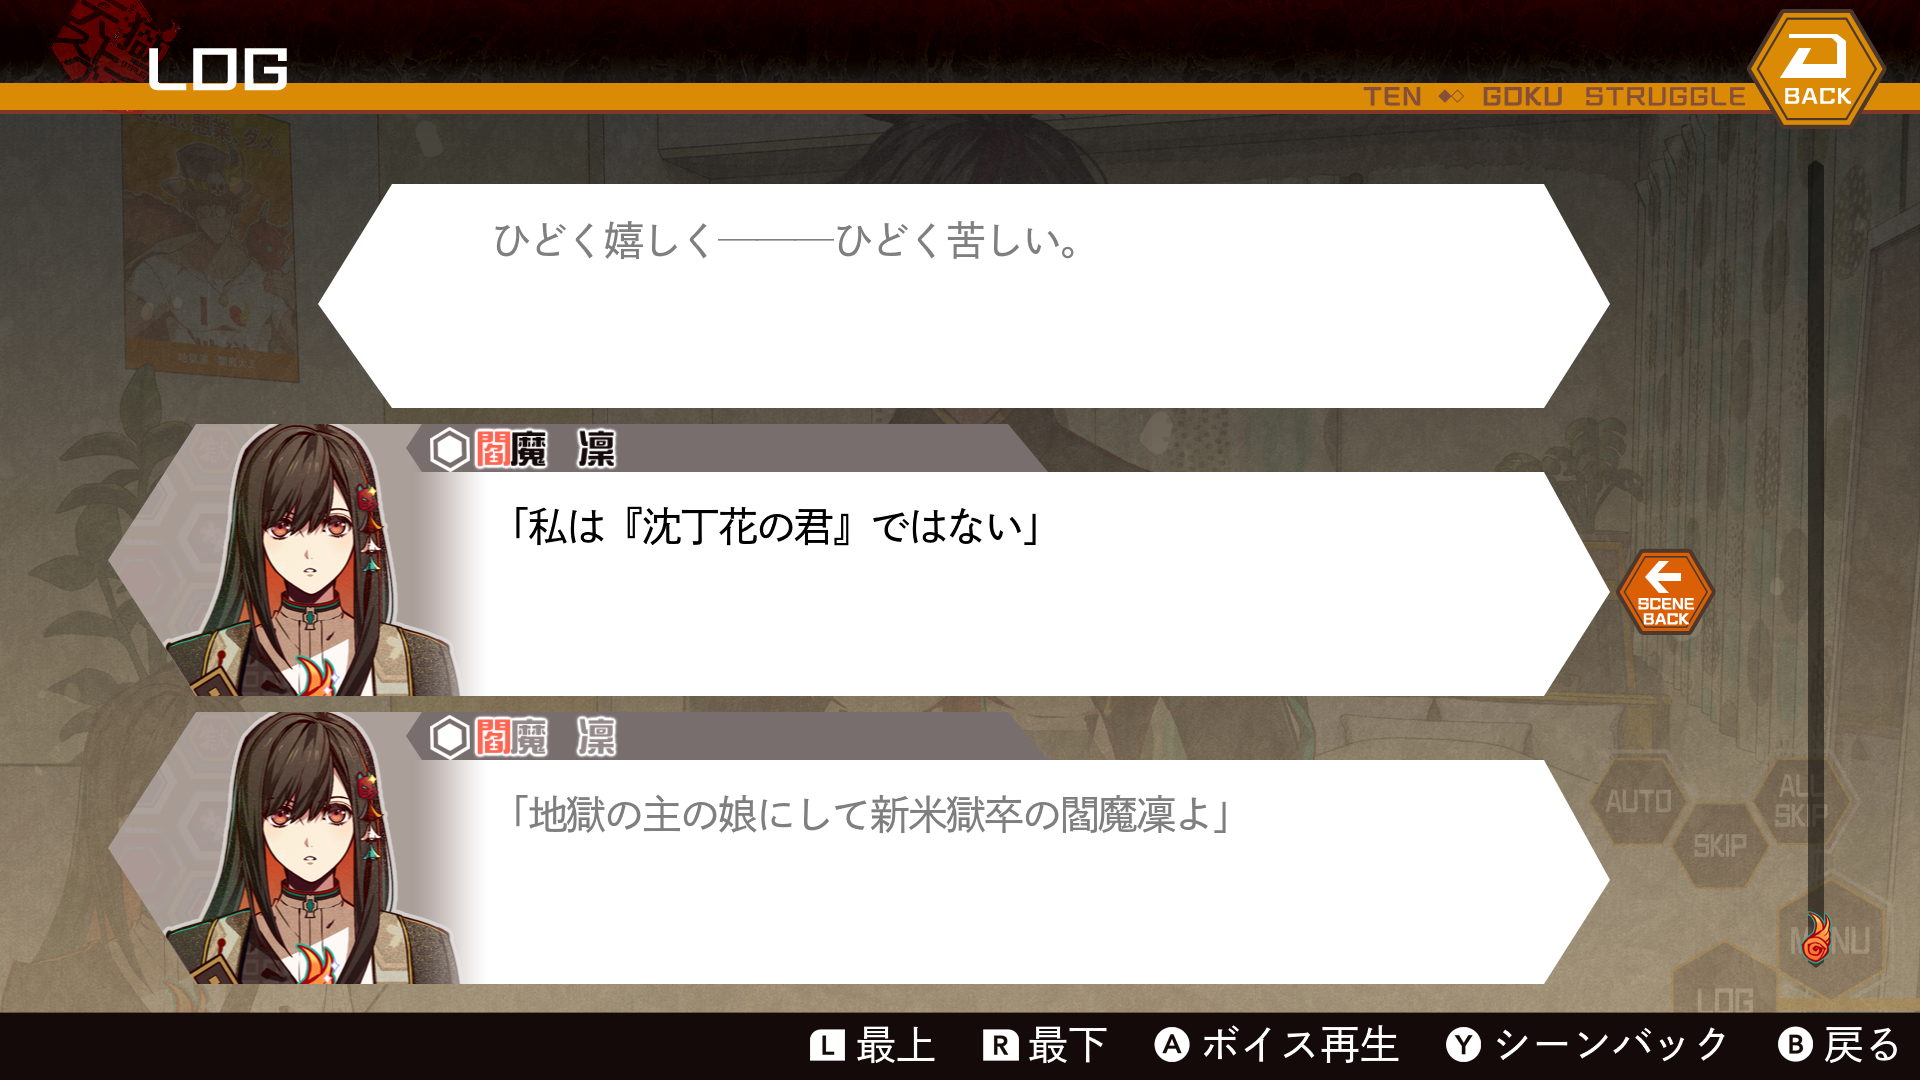 LOG
TEN GOKU STRUGGLE
BACK
ひどく嬉しく―――ひどく苦しい。
閻魔 凜
「私は『沈丁花の君』ではない」
SCENE
BACK
閻魔 凜
「地獄の主の娘にして新米獄卒の閻魔凜よ」
AUTO
SKIP
ALL
SKIP
MENU
LOG
L 最上
R 最下
A ボイス再生
Y シーンバック
B 戻る